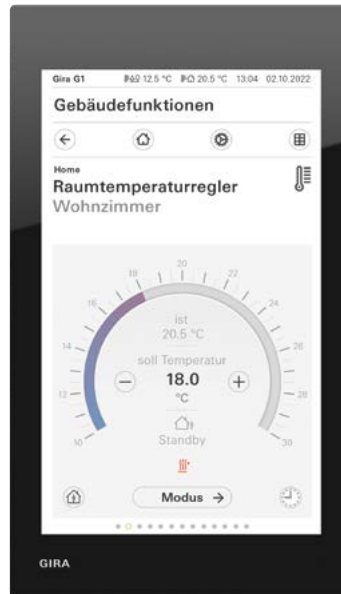 Gira G1 12.5 °C 20.5 °C 13:04 02.10.2022
Gebäudefunktionen
Home
Raumtemperaturregler
Wohnzimmer
20
18 22
16 24
ist
20.5 °C
14 26
soll Temperatur
18.0
12 28
°C
Standby
10 30
Modus
GIRA